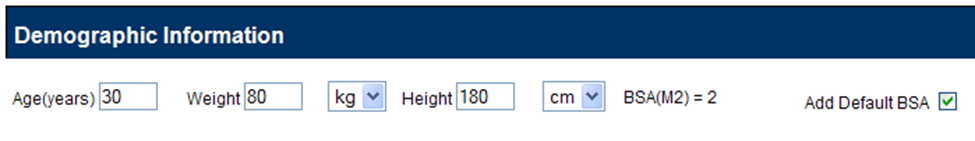 Demographic Information
Age(years) 30 Weight 80 kg Height 180 cm BSA(M2) = 2 Add Default BSA